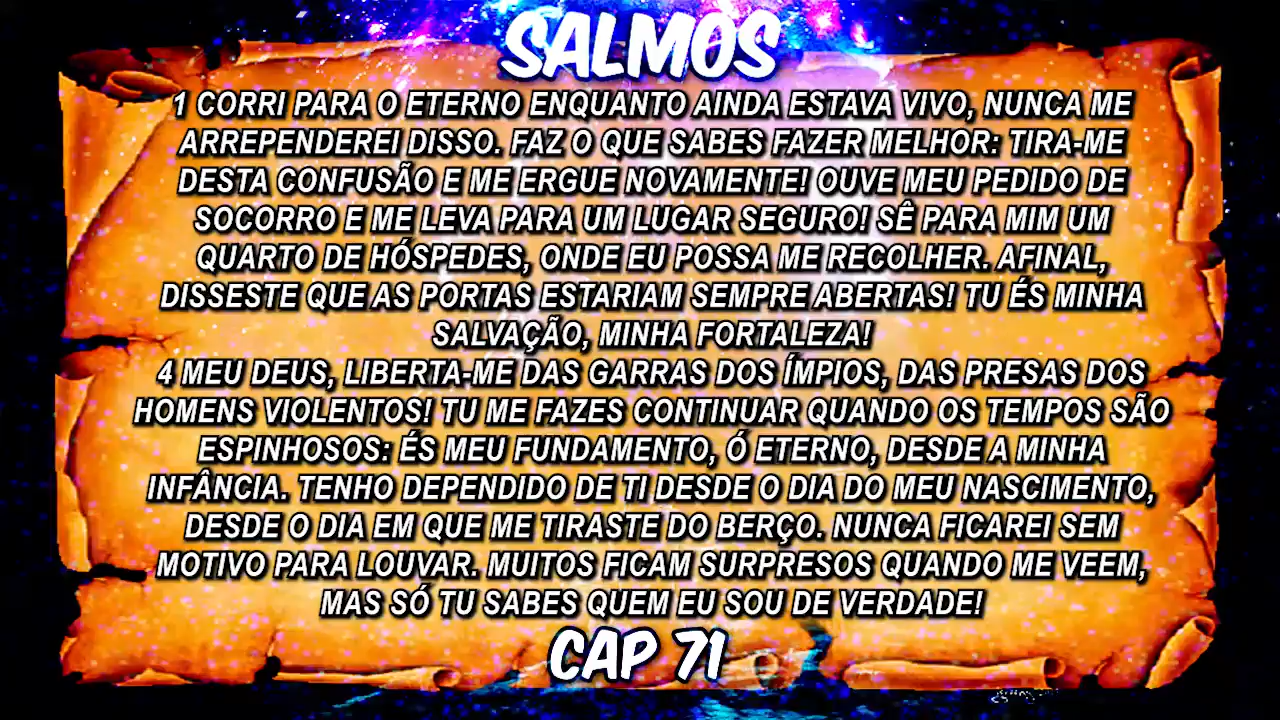 SALMOS
1 CORRI PARA O ETERNO ENQUANTO AINDA ESTAVA VIVO, NUNCA ME
ARREPENDEREI DISSO. FAZ O QUE SABES FAZER MELHOR: TIRA-ME
DESTA CONFUSÃO E ME ERGUE NOVAMENTE! OUVE MEU PEDIDO DE
SOCORRO E ME LEVA PARA UM LUGAR SEGURO! SÊ PARA MIM UM
QUARTO DE HÓSPEDES, ONDE EU POSSA ME RECOLHER. AFINAL,
DISSESTE QUE AS PORTAS ESTARIAM SEMPRE ABERTAS! TU ÉS MINHA
SALVAÇÃO, MINHA FORTALEZA!
4 MEU DEUS, LIBERTA-ME DAS GARRAS DOS ÍMPIOS, DAS PRESAS DOS
HOMENS VIOLENTOS! TU ME FAZES CONTINUAR QUANDO OS TEMPOS SÃO
ESPINHOSOS: ÉS MEU FUNDAMENTO, Ó ETERNO, DESDE A MINHA
INFÂNCIA. TENHO DEPENDIDO DE TI DESDE O DIA DO MEU NASCIMENTO,
DESDE O DIA EM QUE ME TIRASTE DO BERÇO. NUNCA FICAREI SEM
MOTIVO PARA LOUVAR. MUITOS FICAM SURPRESOS QUANDO ME VEEM,
MAS SÓ TU SABES QUEM EU SOU DE VERDADE!
CAP 71